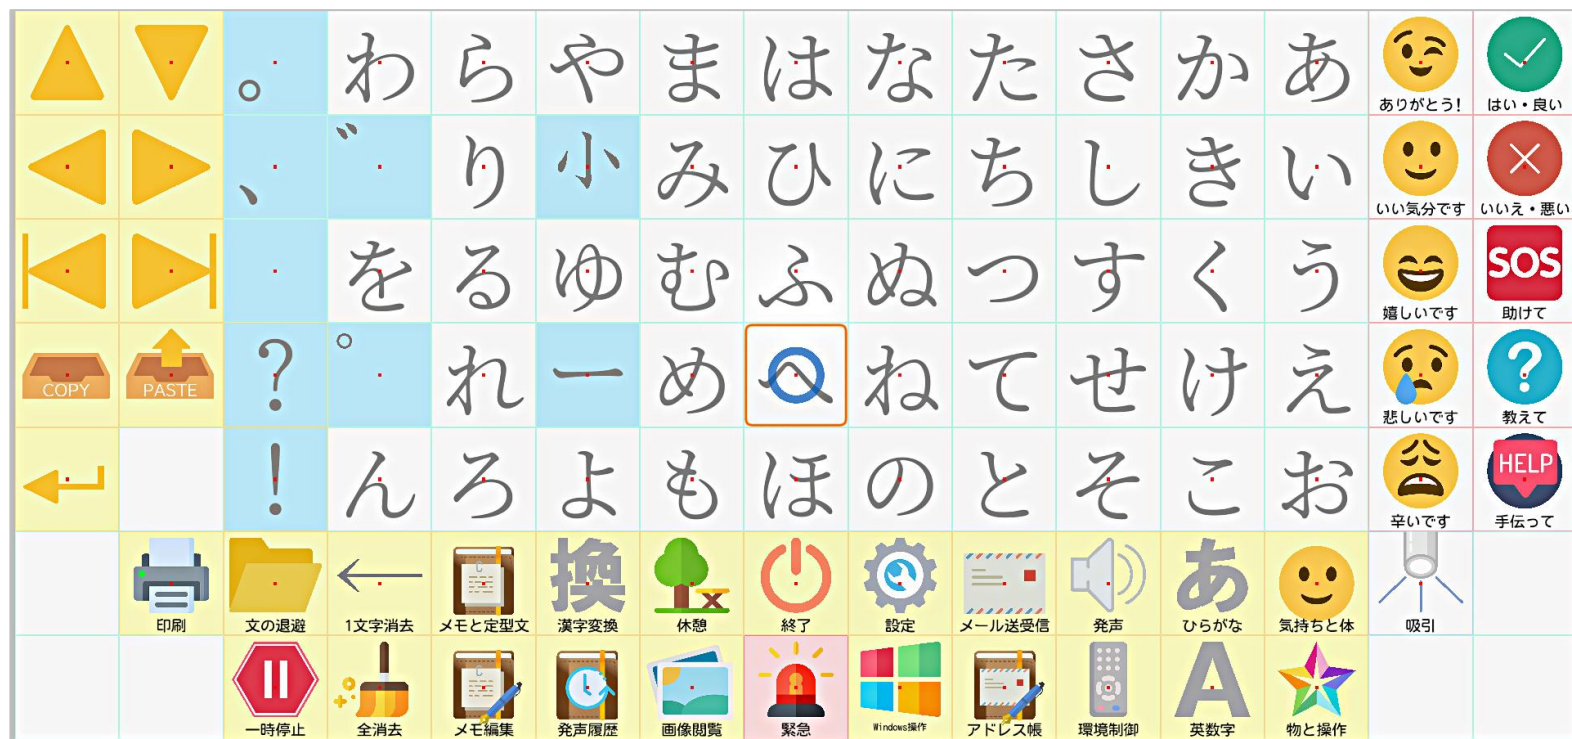 。 わ ら や ま は な た さ か あ ありがとう! はい・良い
、 ゛ り 小 み ひ に ち し き い いい気分です いいえ・悪い
を る ゆ む ふ ぬ つ す く う 嬉しいです SOS 助けて
COPY PASTE ? ゜ れ ー め へ ね て せ け え 悲しいです ? 教えて
! ん ろ よ も ほ の と そ こ お 辛いです HELP 手伝って
印刷 文の退避 1文字消去 メモと定型文 換 漢字変換 休憩 終了 設定 メール送受信 発声 あ ひらがな 気持ちと体 吸引
一時停止 全消去 メモ編集 発声履歴 画像閲覧 緊急 Windows操作 アドレス帳 環境制御 A 英数字 物と操作